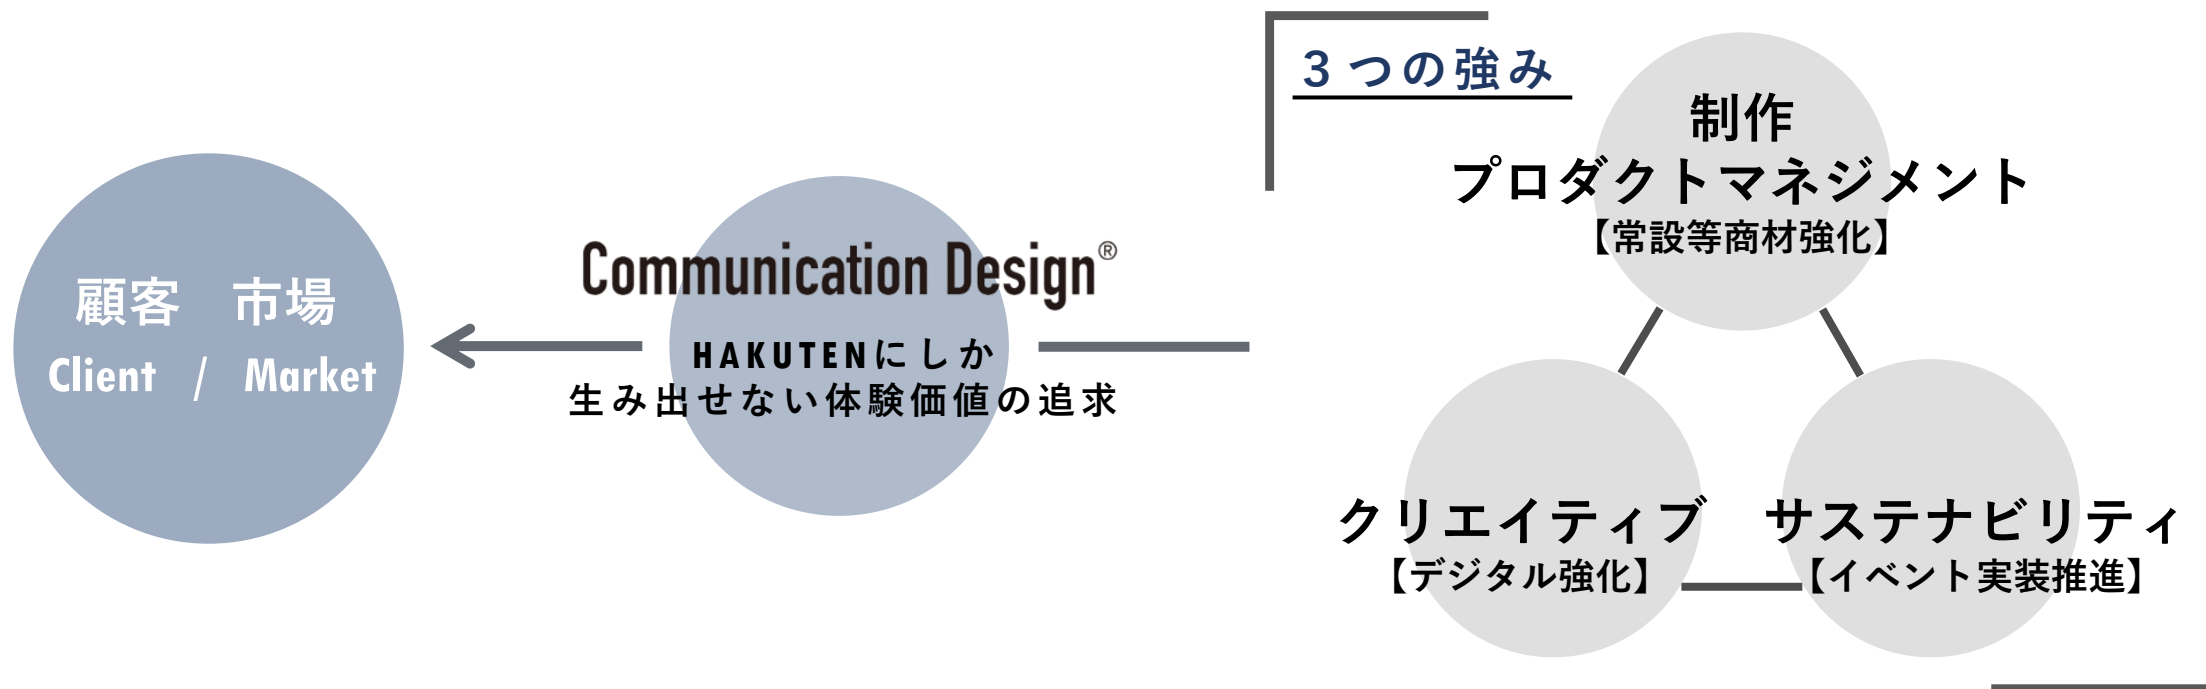 顧客　市場
Client / Market
Communication Design®
HAKUTENにしか
生み出せない体験価値の追求
３つの強み
制作
プロダクトマネジメント
【常設等商材強化】
クリエイティブ
【デジタル強化】
サステナビリティ
【イベント実装推進】